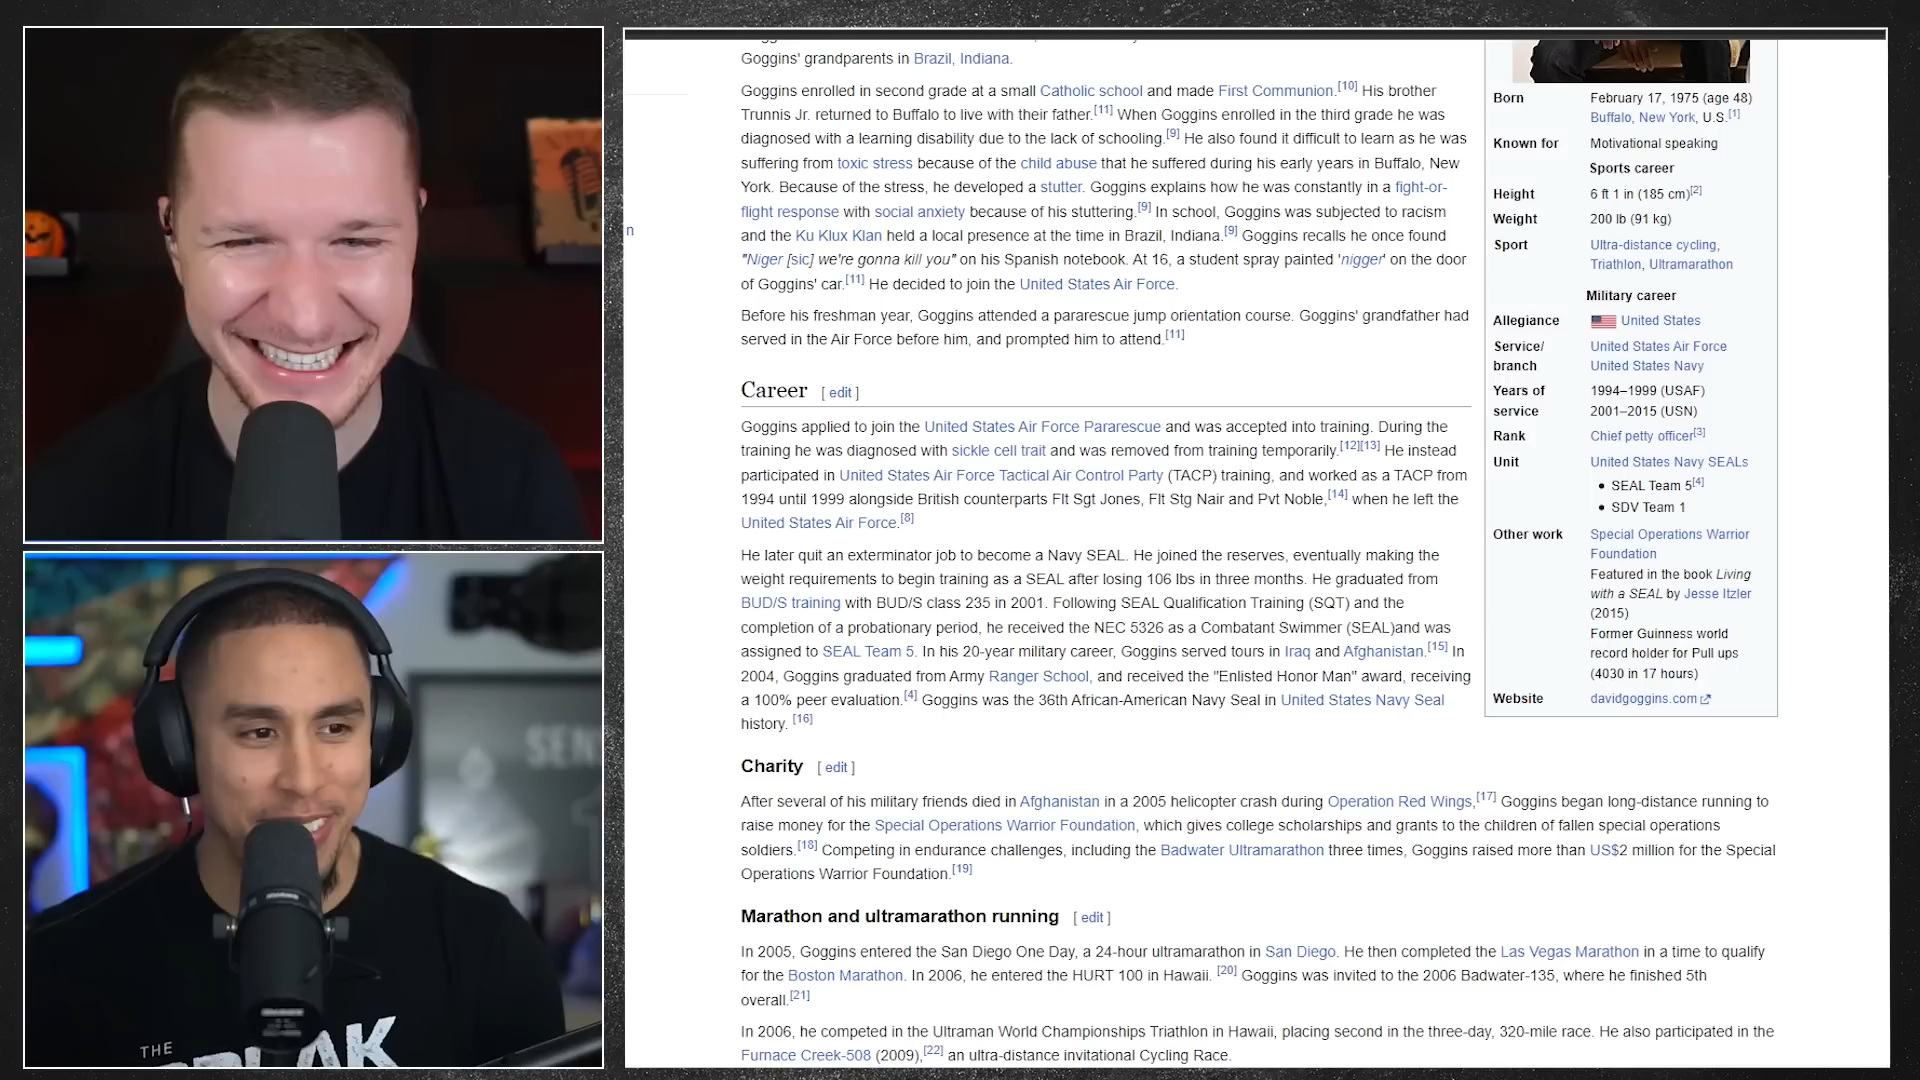 Goggins' grandparents in Brazil, Indiana.
Goggins enrolled in second grade at a small Catholic school and made First Communion.[10] His brother
Trunnis Jr. returned to Buffalo to live with their father.[11] When Goggins enrolled in the third grade he was
diagnosed with a learning disability due to the lack of schooling.[9] He also found it difficult to learn as he was
suffering from toxic stress because of the child abuse that he suffered during his early years in Buffalo, New
York. Because of the stress, he developed a stutter. Goggins explains how he was constantly in a fight-or-
flight response with social anxiety because of his stuttering.[9] In school, Goggins was subjected to racism
n
and the Ku Klux Klan held a local presence at the time in Brazil, Indiana.[9] Goggins recalls he once found
"Niger [sic] we're gonna kill you" on his Spanish notebook. At 16, a student spray painted 'nigger' on the door
of Goggins' car.[11] He decided to join the United States Air Force.
Before his freshman year, Goggins attended a pararescue jump orientation course. Goggins' grandfather had
served in the Air Force before him, and prompted him to attend.[11]
Career [ edit ]
Goggins applied to join the United States Air Force Pararescue and was accepted into training. During the
training he was diagnosed with sickle cell trait and was removed from training temporarily.[12][13] He instead
participated in United States Air Force Tactical Air Control Party (TACP) training, and worked as a TACP from
1994 until 1999 alongside British counterparts Flt Sgt Jones, Flt Stg Nair and Pvt Noble,[14] when he left the
United States Air Force.[8]
He later quit an exterminator job to become a Navy SEAL. He joined the reserves, eventually making the
weight requirements to begin training as a SEAL after losing 106 lbs in three months. He graduated from
BUD/S training with BUD/S class 235 in 2001. Following SEAL Qualification Training (SQT) and the
completion of a probationary period, he received the NEC 5326 as a Combatant Swimmer (SEAL)and was
assigned to SEAL Team 5. In his 20-year military career, Goggins served tours in Iraq and Afghanistan.[15] In
2004, Goggins graduated from Army Ranger School, and received the "Enlisted Honor Man" award, receiving
a 100% peer evaluation.[4] Goggins was the 36th African-American Navy Seal in United States Navy Seal
history. [16]
Charity [ edit ]
After several of his military friends died in Afghanistan in a 2005 helicopter crash during Operation Red Wings,[17] Goggins began long-distance running to
raise money for the Special Operations Warrior Foundation, which gives college scholarships and grants to the children of fallen special operations
soldiers.[18] Competing in endurance challenges, including the Badwater Ultramarathon three times, Goggins raised more than US$2 million for the Special
Operations Warrior Foundation.[19]
Marathon and ultramarathon running [ edit ]
In 2005, Goggins entered the San Diego One Day, a 24-hour ultramarathon in San Diego. He then completed the Las Vegas Marathon in a time to qualify
for the Boston Marathon. In 2006, he entered the HURT 100 in Hawaii. [20] Goggins was invited to the 2006 Badwater-135, where he finished 5th
overall.[21]
In 2006, he competed in the Ultraman World Championships Triathlon in Hawaii, placing second in the three-day, 320-mile race. He also participated in the
Furnace Creek-508 (2009),[22] an ultra-distance invitational Cycling Race.
Born February 17, 1975 (age 48)
Buffalo, New York, U.S.[1]
Known for Motivational speaking
Sports career
Height 6 ft 1 in (185 cm)[2]
Weight 200 lb (91 kg)
Sport Ultra-distance cycling,
Triathlon, Ultramarathon
Military career
Allegiance United States
Service/ United States Air Force
branch United States Navy
Years of 1994–1999 (USAF)
service 2001–2015 (USN)
Rank Chief petty officer[3]
Unit United States Navy SEALs
• SEAL Team 5[4]
• SDV Team 1
Other work Special Operations Warrior
Foundation
Featured in the book Living
with a SEAL by Jesse Itzler
(2015)
Former Guinness world
record holder for Pull ups
(4030 in 17 hours)
Website davidgoggins.com
SEN
THE